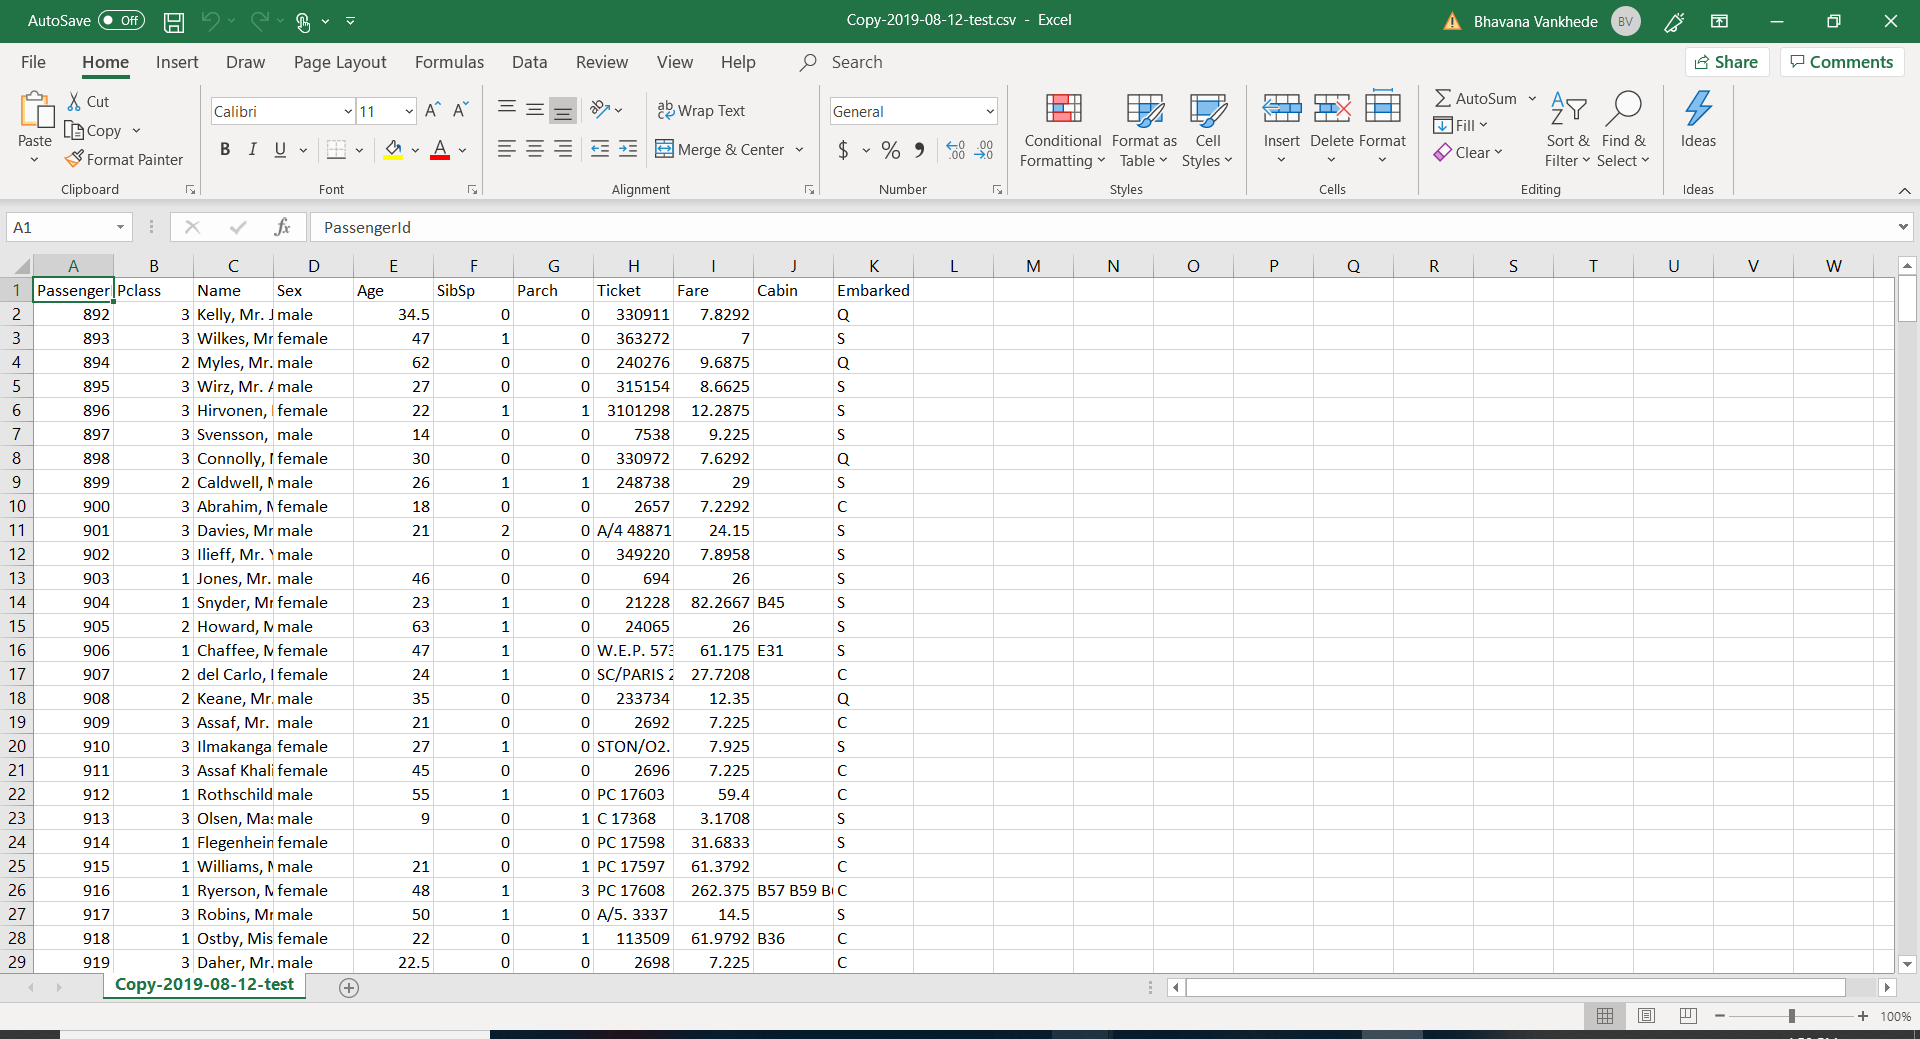 AutoSave Off Copy-2019-08-12-test.csv - Excel Bhavana Vankhede BV
File Home Insert Draw Page Layout Formulas Data Review View Help Search Share Comments
Paste Cut Copy Format Painter Clipboard
Calibri 11 B I U A Font
Wrap Text Merge & Center Alignment
General $ % Number
Conditional Formatting Format as Table Cell Styles Styles
Insert Delete Format Cells
AutoSum Fill Clear Sort & Filter Find & Select Editing
Ideas Ideas
A1 fx PassengerId
A B C D E F G H I J K L M N O P Q R S T U V W
1 Passenger Pclass Name Sex Age SibSp Parch Ticket Fare Cabin Embarked
2 892 3 Kelly, Mr. J male 34.5 0 0 330911 7.8292 Q
3 893 3 Wilkes, Mr female 47 1 0 363272 7 S
4 894 2 Myles, Mr. male 62 0 0 240276 9.6875 Q
5 895 3 Wirz, Mr. A male 27 0 0 315154 8.6625 S
6 896 3 Hirvonen, female 22 1 1 3101298 12.2875 S
7 897 3 Svensson, male 14 0 0 7538 9.225 S
8 898 3 Connolly, female 30 0 0 330972 7.6292 Q
9 899 2 Caldwell, M male 26 1 1 248738 29 S
10 900 3 Abrahim, M female 18 0 0 2657 7.2292 C
11 901 3 Davies, Mr male 21 2 0 A/4 48871 24.15 S
12 902 3 Ilieff, Mr. Y male 0 0 349220 7.8958 S
13 903 1 Jones, Mr. male 46 0 0 694 26 S
14 904 1 Snyder, Mr female 23 1 0 21228 82.2667 B45 S
15 905 2 Howard, M male 63 1 0 24065 26 S
16 906 1 Chaffee, M female 47 1 0 W.E.P. 573 61.175 E31 S
17 907 2 del Carlo, female 24 1 0 SC/PARIS 2 27.7208 C
18 908 2 Keane, Mr. male 35 0 0 233734 12.35 Q
19 909 3 Assaf, Mr. male 21 0 0 2692 7.225 C
20 910 3 Ilmakanga female 27 1 0 STON/O2. 7.925 S
21 911 3 Assaf Khali female 45 0 0 2696 7.225 C
22 912 1 Rothschild male 55 1 0 PC 17603 59.4 C
23 913 3 Olsen, Mas male 9 0 1 C 17368 3.1708 S
24 914 1 Flegenheim female 0 0 PC 17598 31.6833 S
25 915 1 Williams, M male 21 0 1 PC 17597 61.3792 C
26 916 1 Ryerson, M female 48 1 3 PC 17608 262.375 B57 B59 B C
27 917 3 Robins, Mr male 50 1 0 A/5. 3337 14.5 S
28 918 1 Ostby, Mis female 22 0 1 113509 61.9792 B36 C
29 919 3 Daher, Mr. male 22.5 0 0 2698 7.225 C
Copy-2019-08-12-test
100%